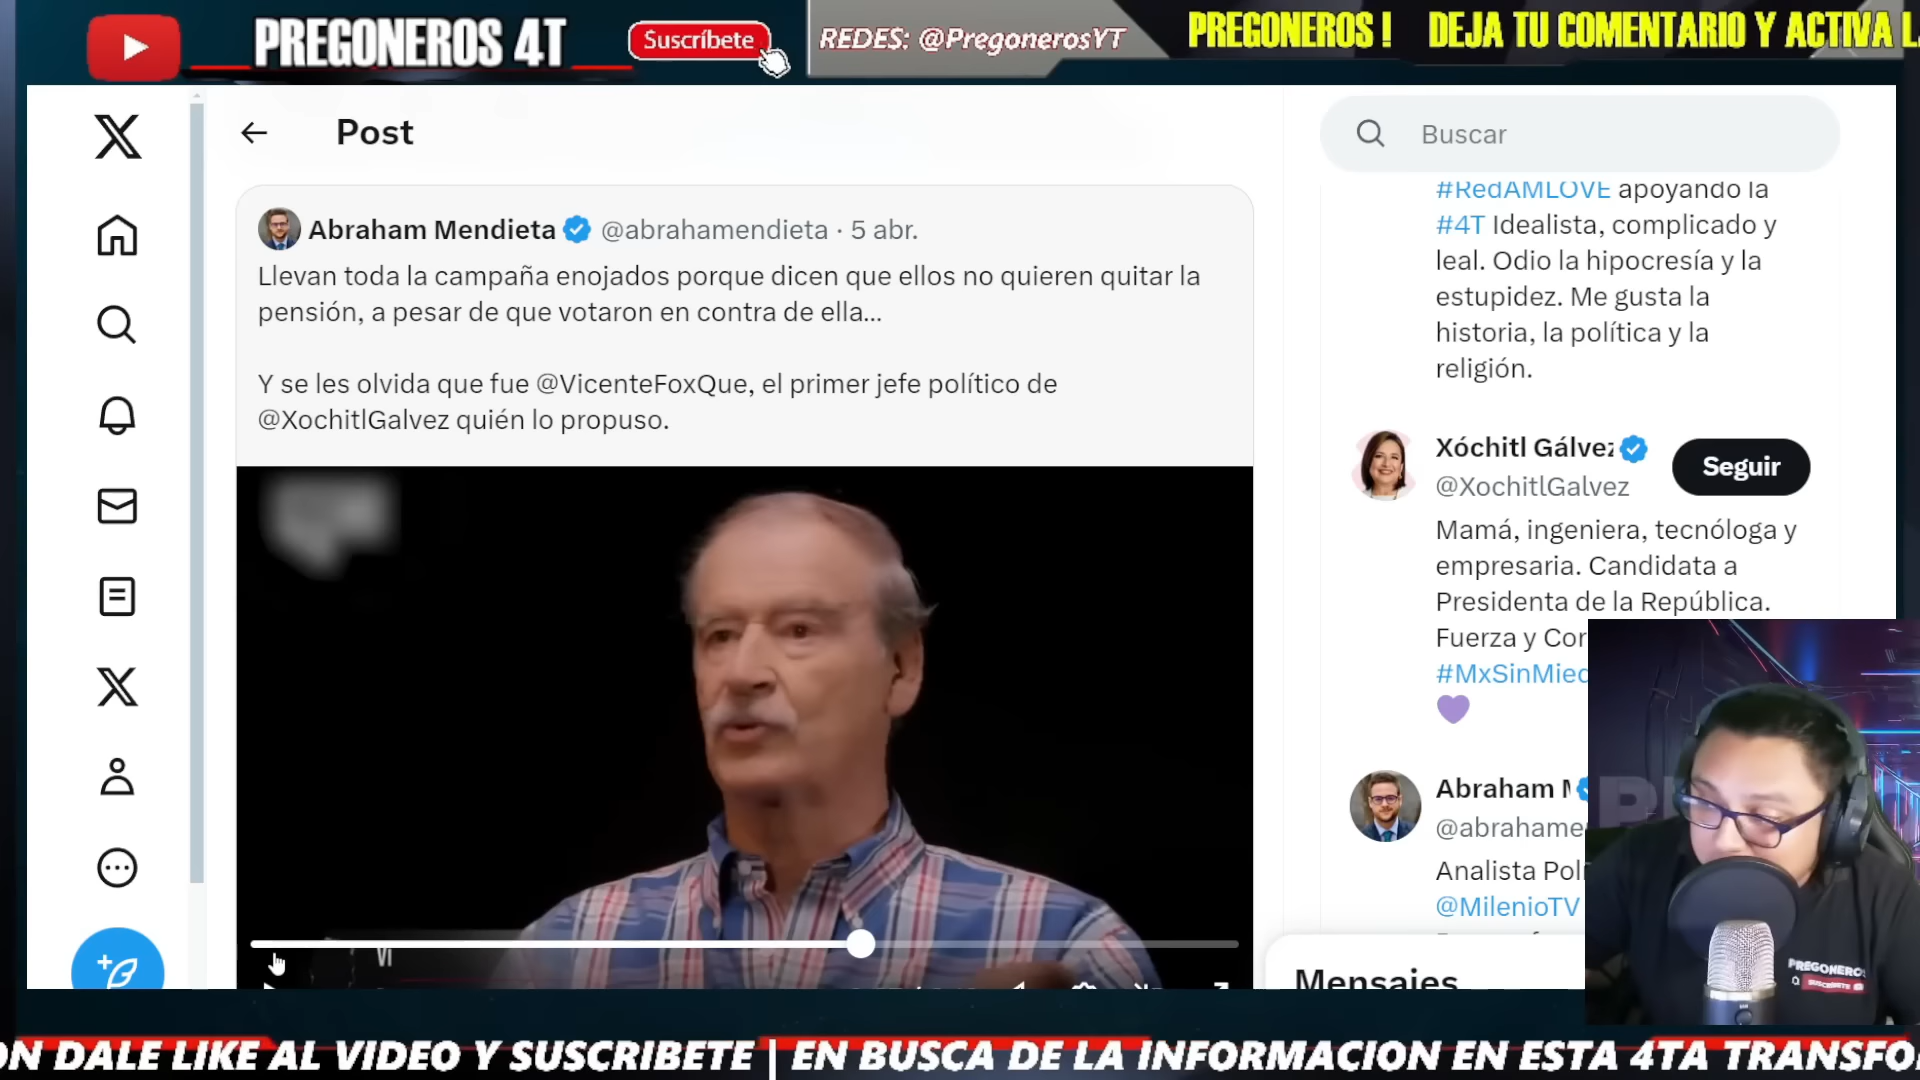 PREGONEROS 4T
Suscríbete
REDES: @PregonerosYT
PREGONEROS ! DEJA TU COMENTARIO Y ACTIVA
Post
Buscar
Abraham Mendieta @abrahamendieta · 5 abr.
Llevan toda la campaña enojados porque dicen que ellos no quieren quitar la
pensión, a pesar de que votaron en contra de ella...
Y se les olvida que fue @VicenteFoxQue, el primer jefe político de
@XochitlGalvez quién lo propuso.
#RedAMLOVE apoyando la
#4T Idealista, complicado y
leal. Odio la hipocresía y la
estupidez. Me gusta la
historia, la política y la
religión.
Xóchitl Gálvez
@XochitlGalvez
Seguir
Mamá, ingeniera, tecnóloga y
empresaria. Candidata a
Presidenta de la República.
Fuerza y Cor
#MxSinMied
Abraham M
@abrahame
Analista Pol
@MilenioTV
Mensajes
PREGONEROS
SUSCRIBETE
ON DALE LIKE AL VIDEO Y SUSCRIBETE | EN BUSCA DE LA INFORMACION EN ESTA 4TA TRANSFO